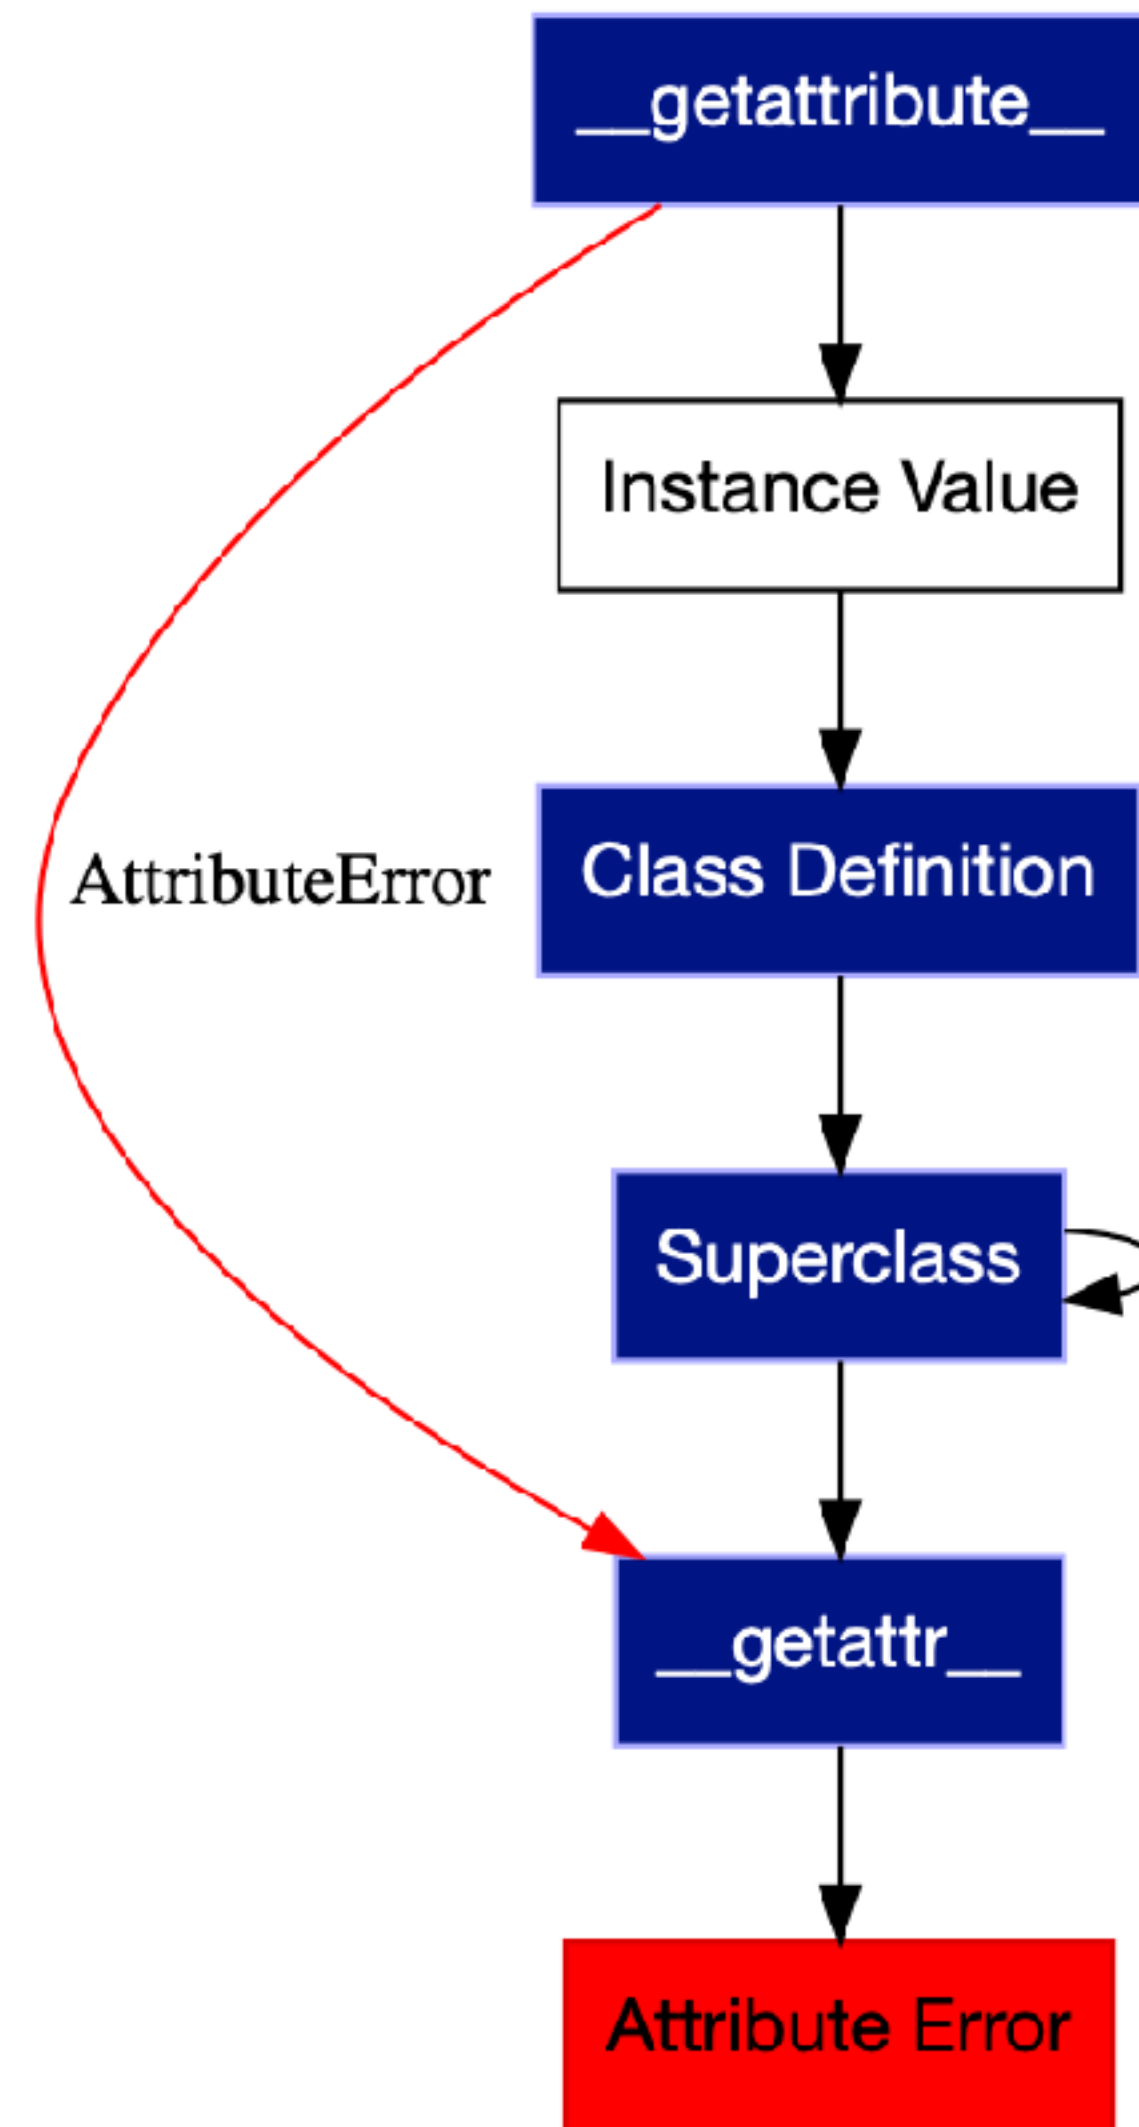 __getattribute__
Instance Value
Class Definition
AttributeError
Superclass
__getattr__
Attribute Error